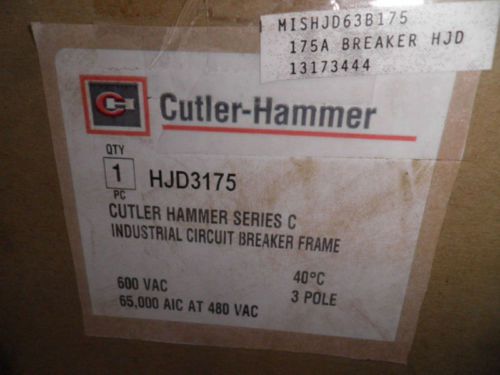 MISHJD63B175
175A BREAKER HJD
13173444
Cutler-Hammer
QTY
1
PC
HJD3175
CUTLER HAMMER SERIES C
INDUSTRIAL CIRCUIT BREAKER FRAME
600 VAC
40°C
65,000 AIC AT 480 VAC
3 POLE